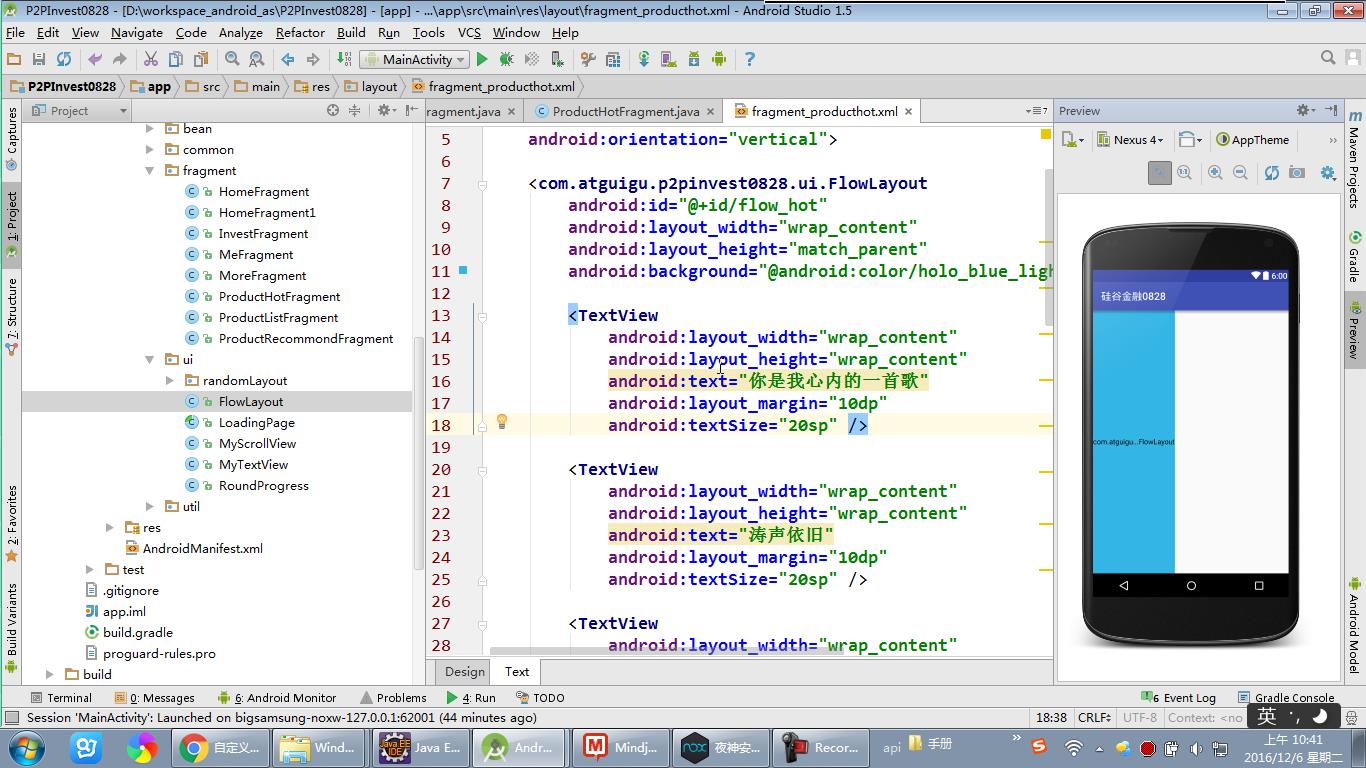 P2PInvest0828 - [D:\workspace_android_as\P2PInvest0828] - [app] - ...\app\src\main\res\layout\fragment_producthot.xml - Android Studio 1.5
File Edit View Navigate Code Analyze Refactor Build Run Tools VCS Window Help
MainActivity
P2PInvest0828 app src main res layout fragment_producthot.xml
Project
ragment.java ProductHotFragment.java fragment_producthot.xml
7
Preview
Captures
1: Project
7: Structure
2: Favorites
Build Variants
bean
common
fragment
HomeFragment
HomeFragment1
InvestFragment
MeFragment
MoreFragment
ProductHotFragment
ProductListFragment
ProductRecommondFragment
ui
randomLayout
FlowLayout
LoadingPage
MyScrollView
MyTextView
RoundProgress
util
res
AndroidManifest.xml
test
.gitignore
app.iml
build.gradle
proguard-rules.pro
build
5 android:orientation="vertical">
6
7 <com.atguigu.p2pinvest0828.ui.FlowLayout
8 android:id="@+id/flow_hot"
9 android:layout_width="wrap_content"
10 android:layout_height="match_parent"
11 android:background="@android:color/holo_blue_ligh
12
13 <TextView
14 android:layout_width="wrap_content"
15 android:layout_height="wrap_content"
16 android:text="你是我心内的一首歌"
17 android:layout_margin="10dp"
18 android:textSize="20sp" />
19
20 <TextView
21 android:layout_width="wrap_content"
22 android:layout_height="wrap_content"
23 android:text="涛声依旧"
24 android:layout_margin="10dp"
25 android:textSize="20sp" />
26
27 <TextView
28 android:layout_width="wrap_content"
Design Text
Nexus 4 AppTheme
6:00
硅谷金融0828
com.atguigu...FlowLayout
Maven Projects
Gradle
Preview
Android Model
Terminal 0: Messages 6: Android Monitor Problems 4: Run TODO 6 Event Log Gradle Console
Session 'MainActivity': Launched on bigsamsung-noxw-127.0.0.1:62001 (44 minutes ago) 18:38 CRLF UTF-8 Context: <no
英
自定义... Wind... Java E... Andr... Mindj... 夜神安... Recor... api 手册
上午 10:41
2016/12/6 星期二